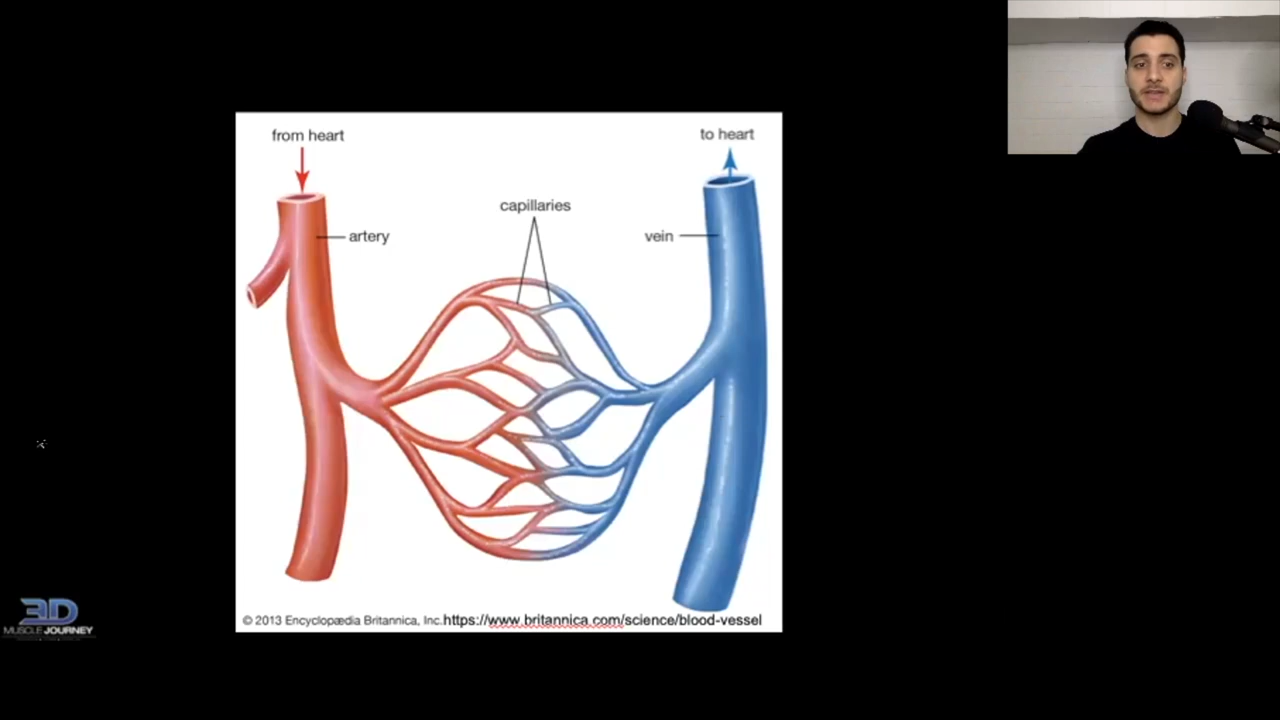 from heart
to heart
capillaries
artery
vein
© 2013 Encyclopædia Britannica, Inc.https://www.britannica.com/science/blood-vessel
3D
MUSCLE JOURNEY